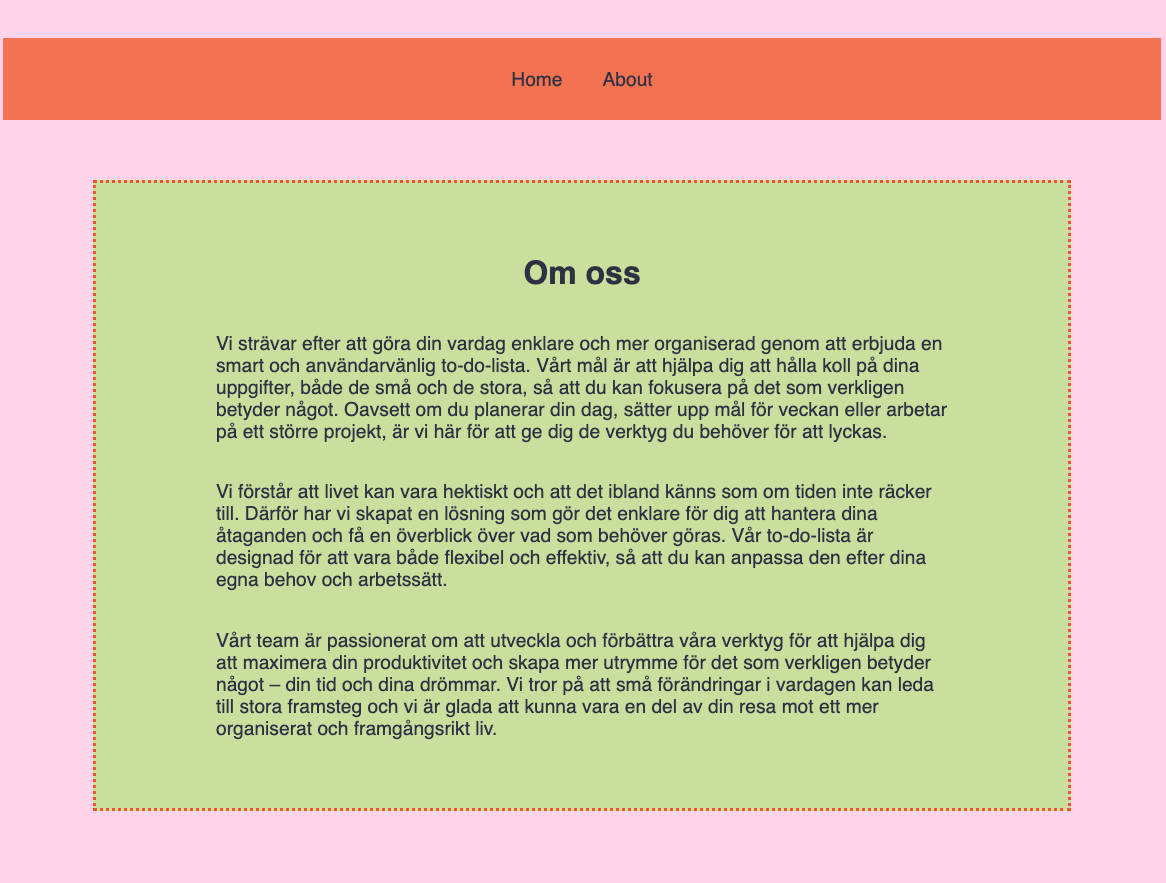 Home About
Om oss
Vi strävar efter att göra din vardag enklare och mer organiserad genom att erbjuda en
smart och användarvänlig to-do-lista. Vårt mål är att hjälpa dig att hålla koll på dina
uppgifter, både de små och de stora, så att du kan fokusera på det som verkligen
betyder något. Oavsett om du planerar din dag, sätter upp mål för veckan eller arbetar
på ett större projekt, är vi här för att ge dig de verktyg du behöver för att lyckas.
Vi förstår att livet kan vara hektiskt och att det ibland känns som om tiden inte räcker
till. Därför har vi skapat en lösning som gör det enklare för dig att hantera dina
åtaganden och få en överblick över vad som behöver göras. Vår to-do-lista är
designad för att vara både flexibel och effektiv, så att du kan anpassa den efter dina
egna behov och arbetssätt.
Vårt team är passionerat om att utveckla och förbättra våra verktyg för att hjälpa dig
att maximera din produktivitet och skapa mer utrymme för det som verkligen betyder
något – din tid och dina drömmar. Vi tror på att små förändringar i vardagen kan leda
till stora framsteg och vi är glada att kunna vara en del av din resa mot ett mer
organiserat och framgångsrikt liv.